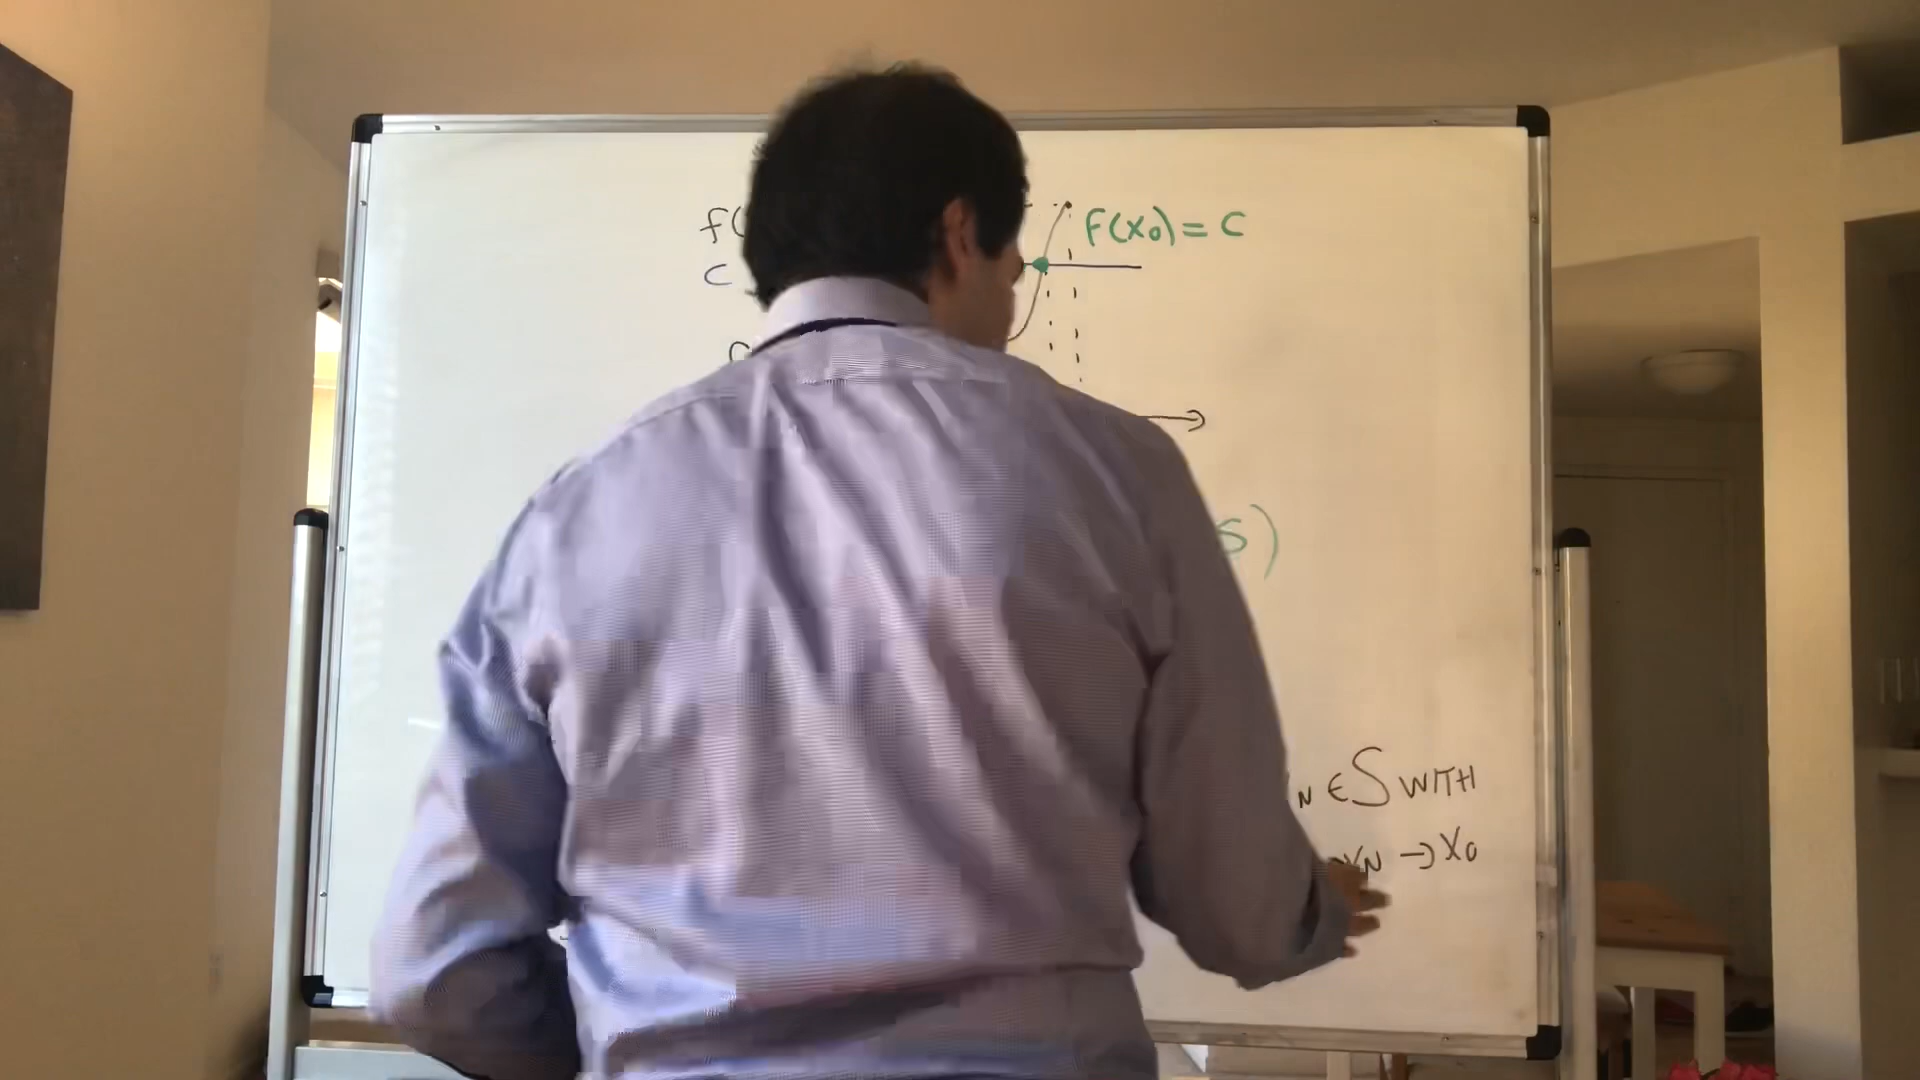 f(
F(X₀) = C
C
S)
N ∈ S WITH
XN → X₀